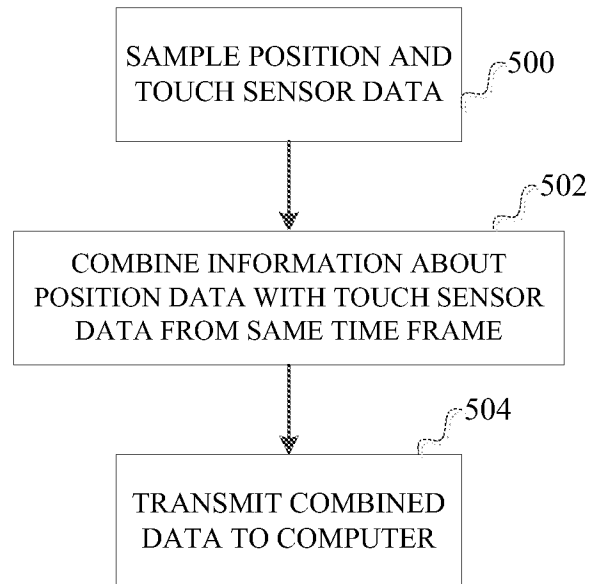 SAMPLE POSITION AND
TOUCH SENSOR DATA
500
502
COMBINE INFORMATION ABOUT
POSITION DATA WITH TOUCH SENSOR
DATA FROM SAME TIME FRAME
504
TRANSMIT COMBINED
DATA TO COMPUTER